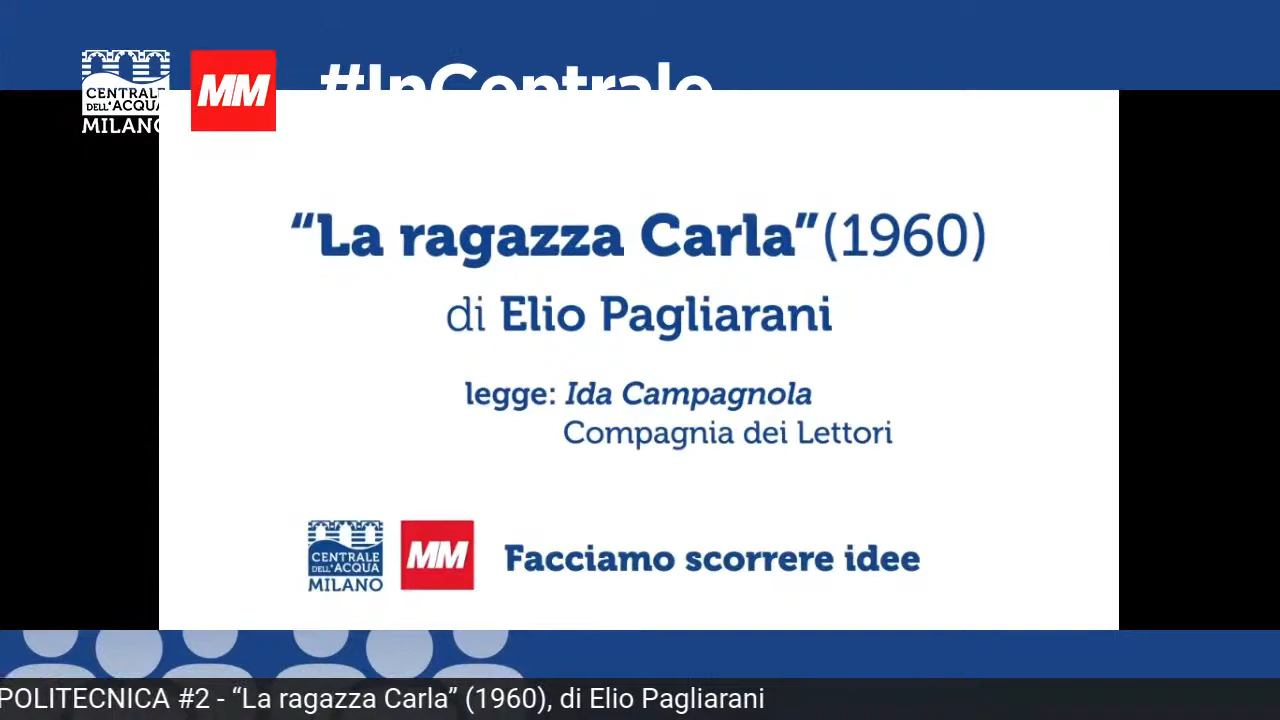 #InCentrale
CENTRALE
DELL'ACQUA
MILANO
MM
“La ragazza Carla”(1960)
di Elio Pagliarani
legge: Ida Campagnola
Compagnia dei Lettori
CENTRALE
DELL'ACQUA
MILANO
MM
Facciamo scorrere idee
POLITECNICA #2 - “La ragazza Carla” (1960), di Elio Pagliarani